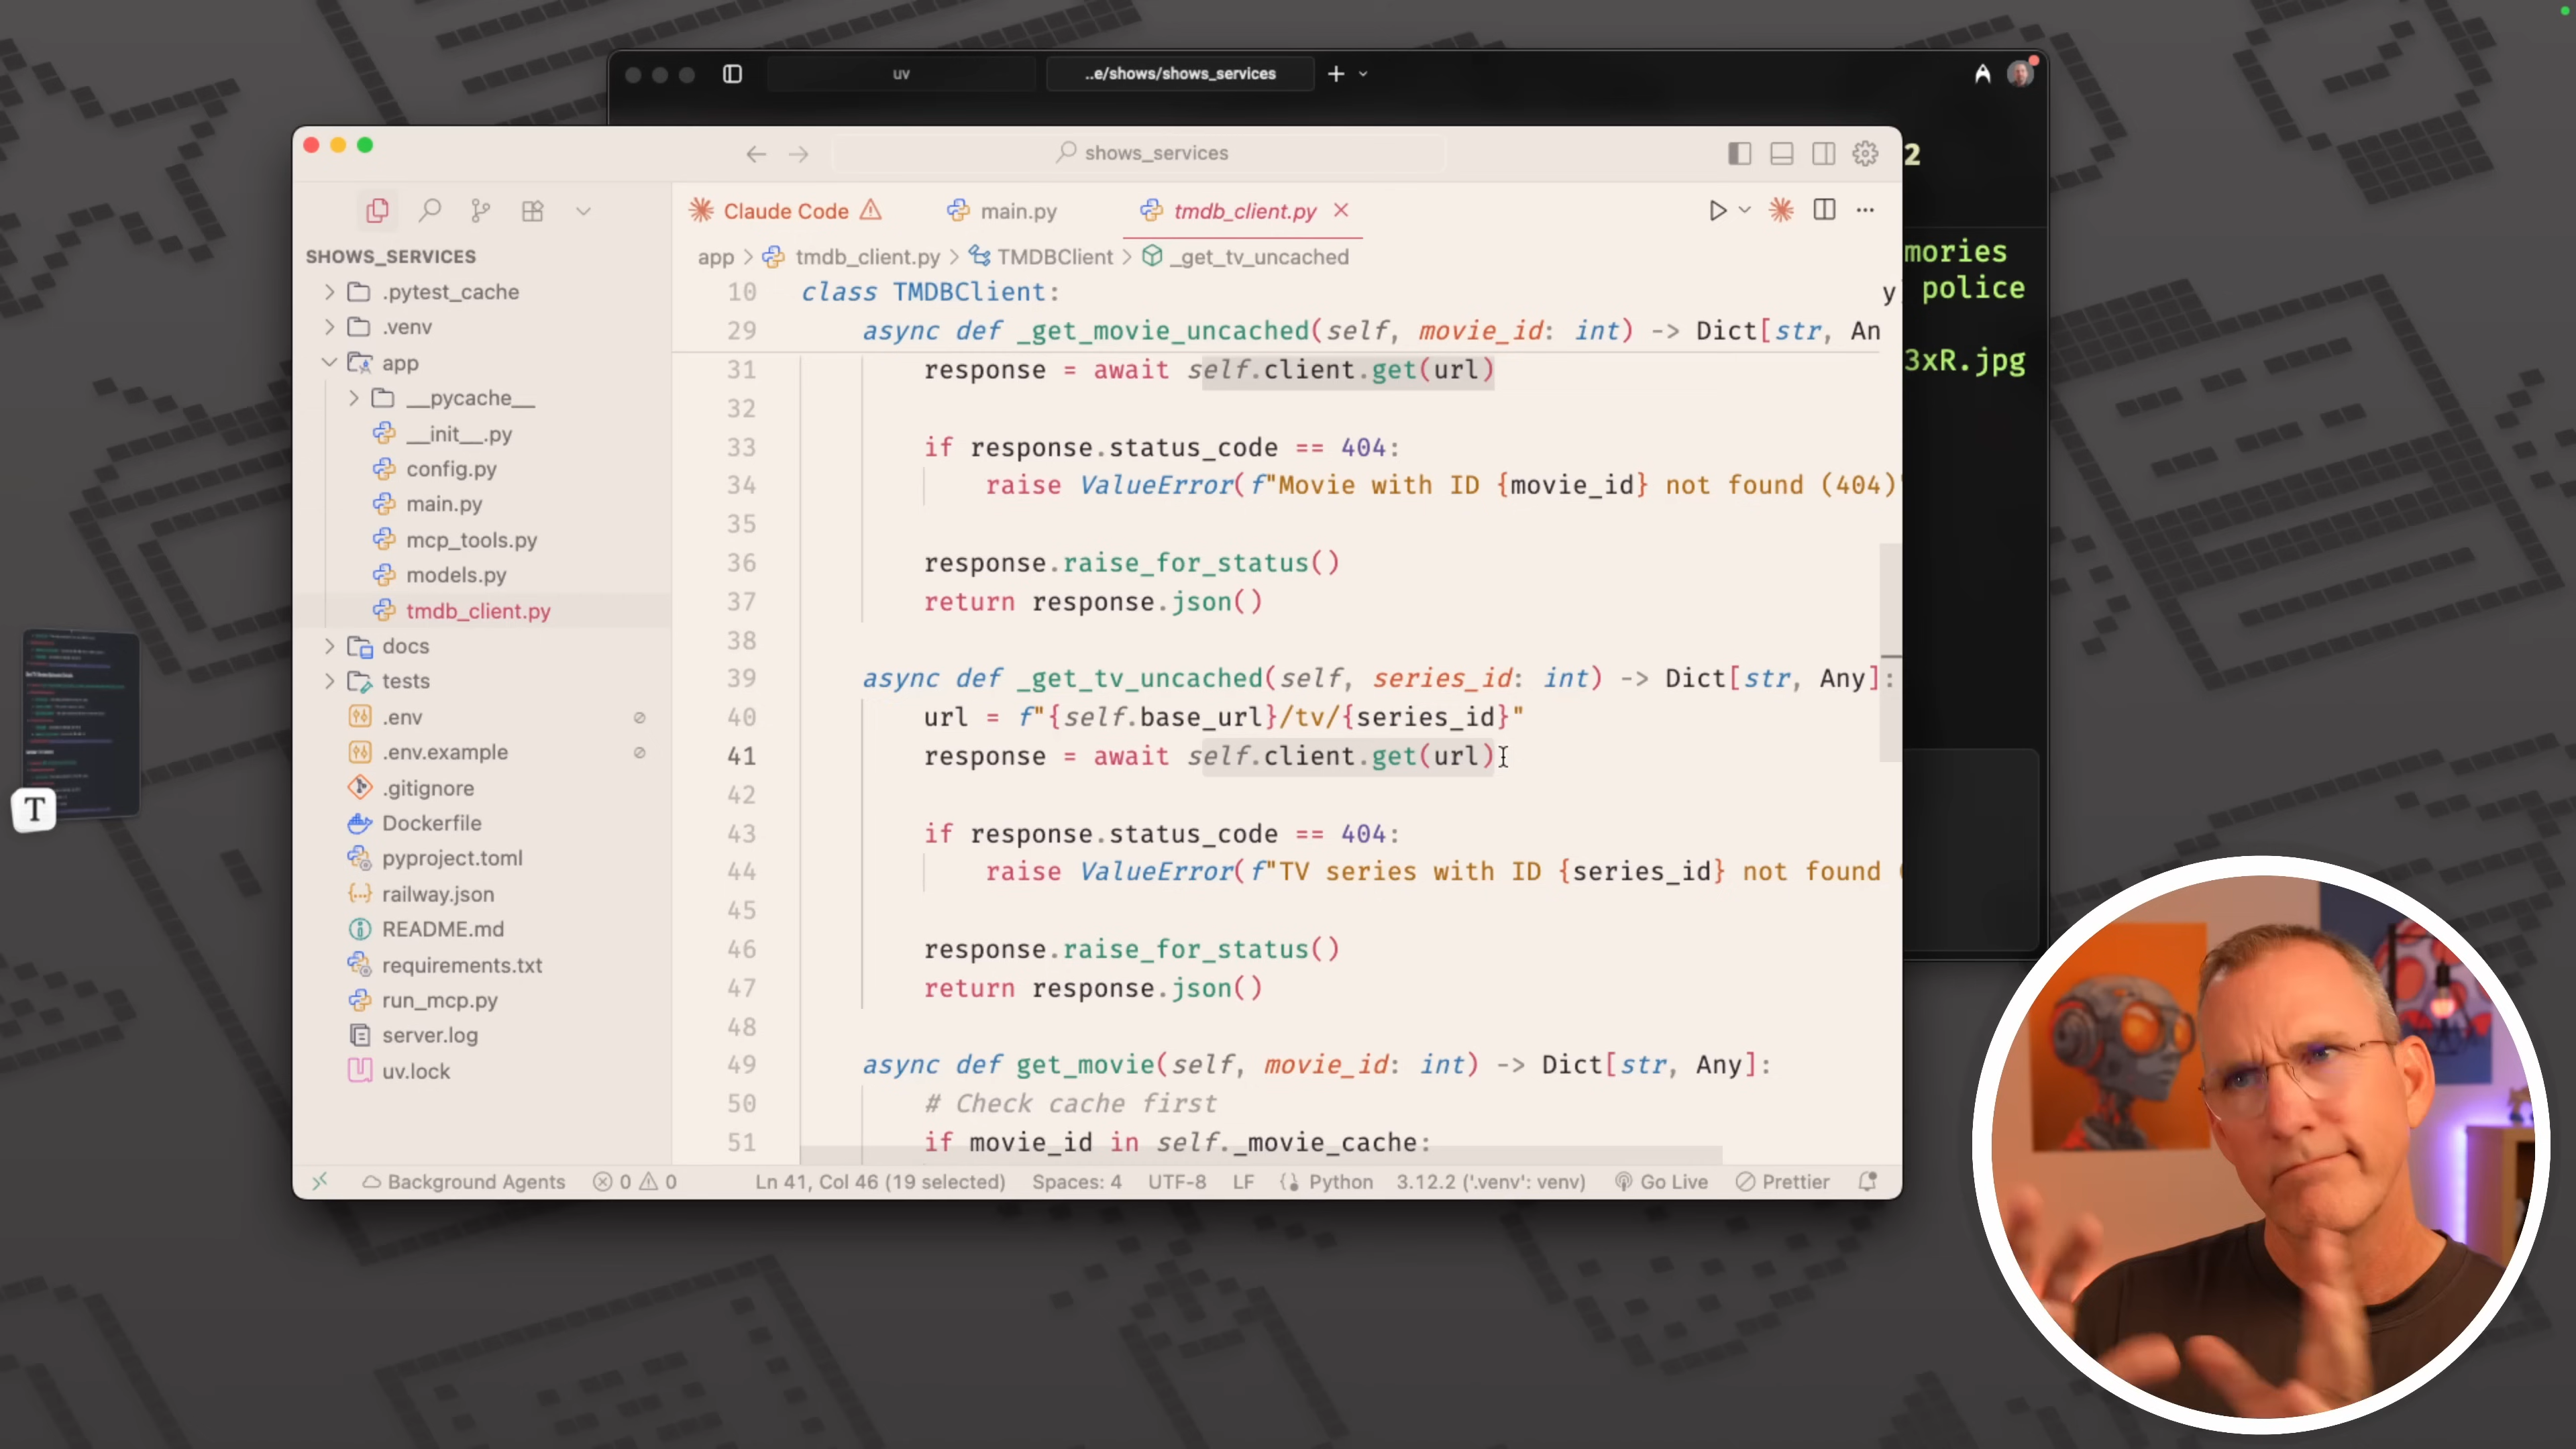 uv
..e/shows/shows_services
shows_services
2
mories
police
3xR.jpg
SHOWS_SERVICES
.pytest_cache
.venv
app
__pycache__
__init__.py
config.py
main.py
mcp_tools.py
models.py
tmdb_client.py
docs
tests
.env
.env.example
.gitignore
Dockerfile
pyproject.toml
railway.json
README.md
requirements.txt
run_mcp.py
server.log
uv.lock
T
Claude Code
main.py
tmdb_client.py
app > tmdb_client.py > TMDBClient > _get_tv_uncached
10 class TMDBClient:
y
29 async def _get_movie_uncached(self, movie_id: int) -> Dict[str, An
31 response = await self.client.get(url)
32
33 if response.status_code == 404:
34 raise ValueError(f"Movie with ID {movie_id} not found (404)"
35
36 response.raise_for_status()
37 return response.json()
38
39 async def _get_tv_uncached(self, series_id: int) -> Dict[str, Any]:
40 url = f"{self.base_url}/tv/{series_id}"
41 response = await self.client.get(url)
42
43 if response.status_code == 404:
44 raise ValueError(f"TV series with ID {series_id} not found (
45
46 response.raise_for_status()
47 return response.json()
48
49 async def get_movie(self, movie_id: int) -> Dict[str, Any]:
50 # Check cache first
51 if movie_id in self._movie_cache:
Background Agents 0 0 Ln 41, Col 46 (19 selected) Spaces: 4 UTF-8 LF Python 3.12.2 ('.venv': venv) Go Live Prettier